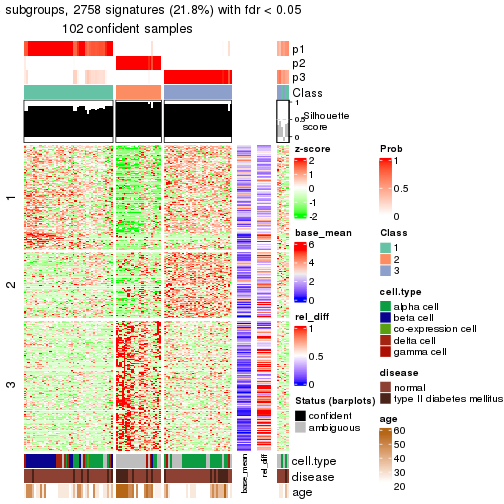 subgroups, 2758 signatures (21.8%) with fdr < 0.05
102 confident samples
p1
p2
p3
Class
1
0.5
0
Silhouette
score
1
2
3
z-score
2
1
0
-1
-2
Prob
1
0.5
0
base_mean
6
4
2
0
Class
1
2
3
rel_diff
1
0.5
0
cell.type
alpha cell
beta cell
co-expression cell
delta cell
gamma cell
disease
normal
type II diabetes mellitus
Status (barplots)
confident
ambiguous
age
60
50
40
30
20
cell.type
disease
age
base_mean
rel_diff